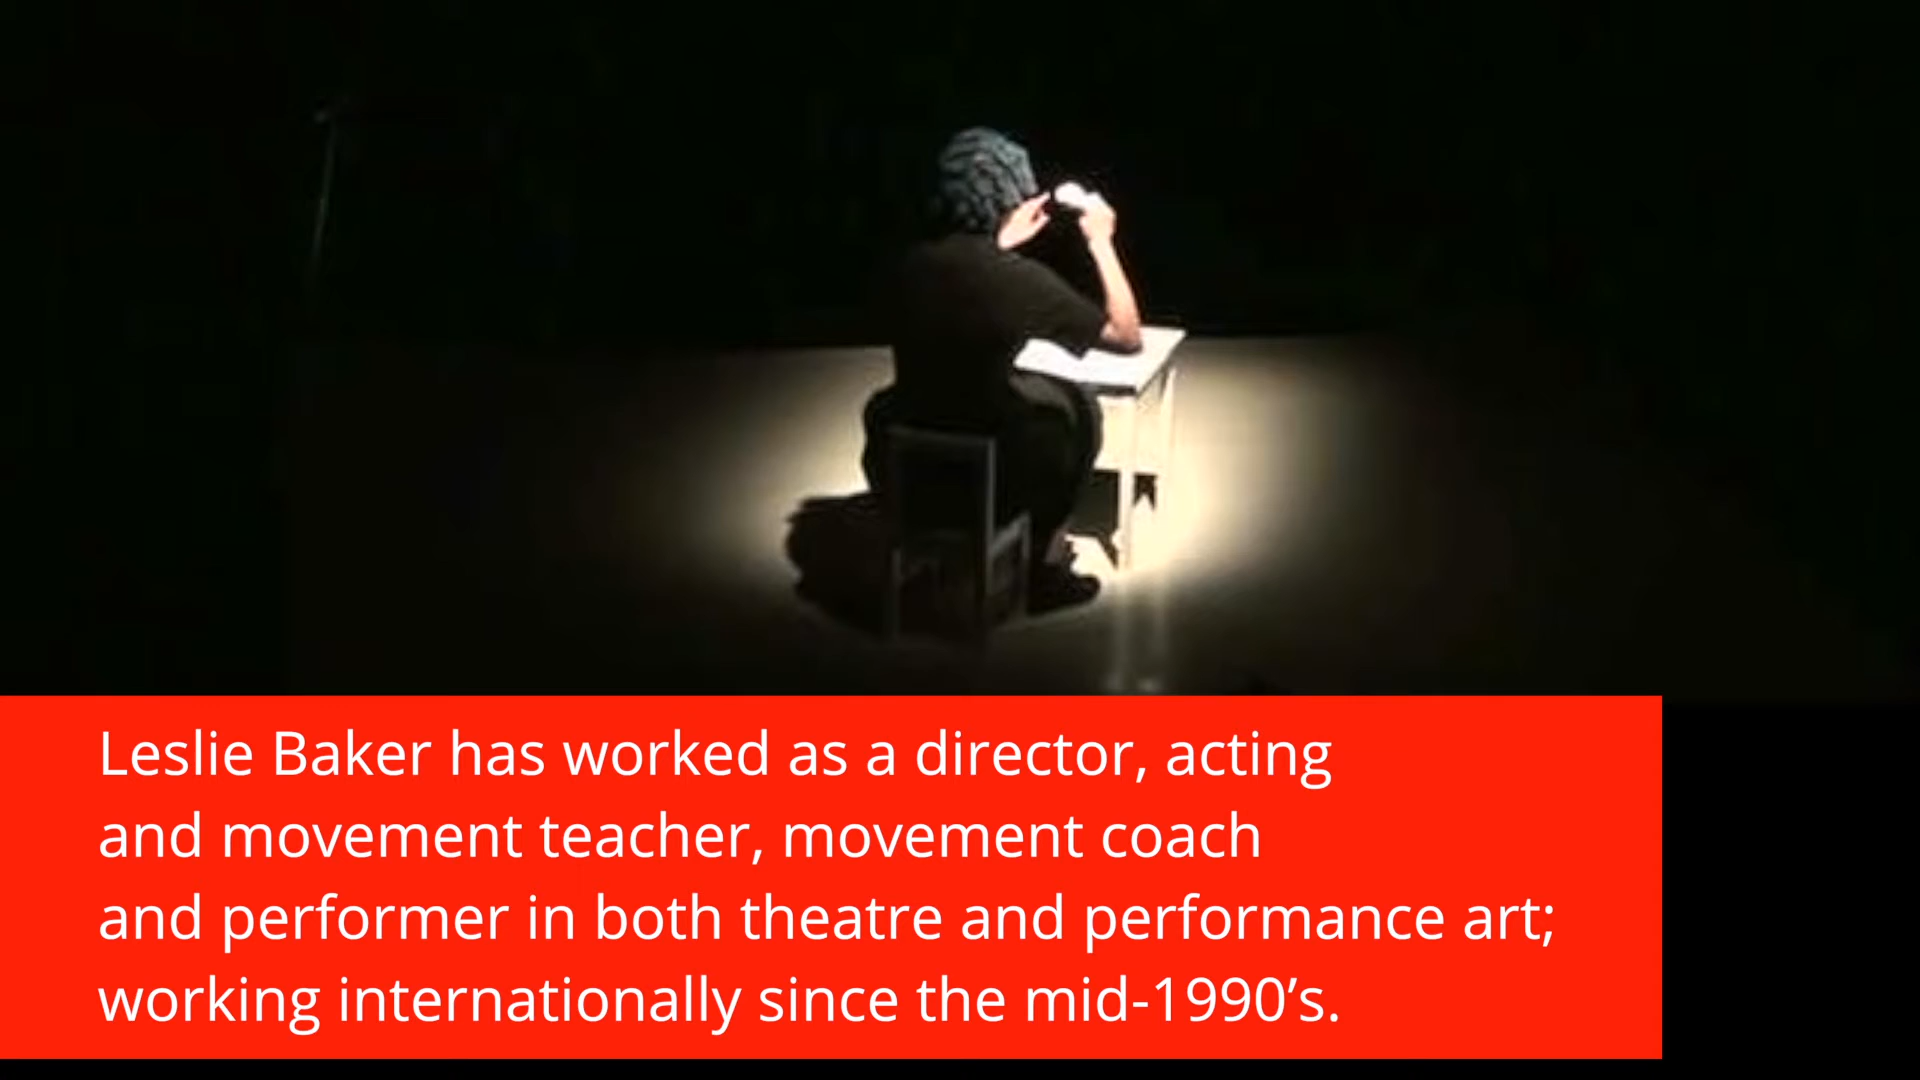 Leslie Baker has worked as a director, acting
and movement teacher, movement coach
and performer in both theatre and performance art;
working internationally since the mid-1990’s.